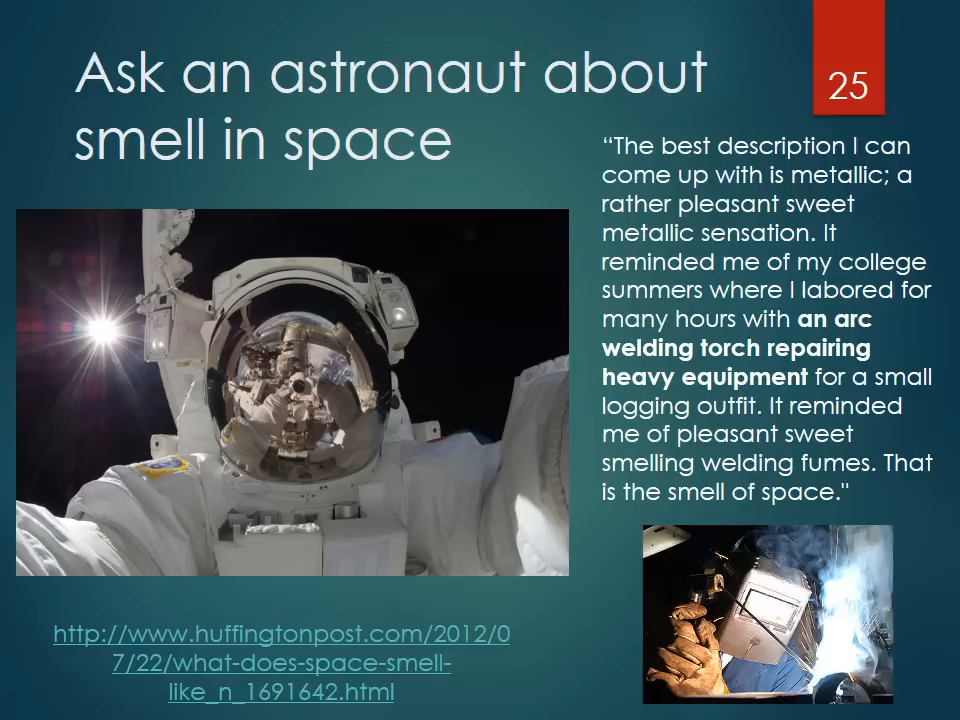 Ask an astronaut about
smell in space
25
“The best description I can
come up with is metallic; a
rather pleasant sweet
metallic sensation. It
reminded me of my college
summers where I labored for
many hours with an arc
welding torch repairing
heavy equipment for a small
logging outfit. It reminded
me of pleasant sweet
smelling welding fumes. That
is the smell of space."
http://www.huffingtonpost.com/2012/0
7/22/what-does-space-smell-
like_n_1691642.html